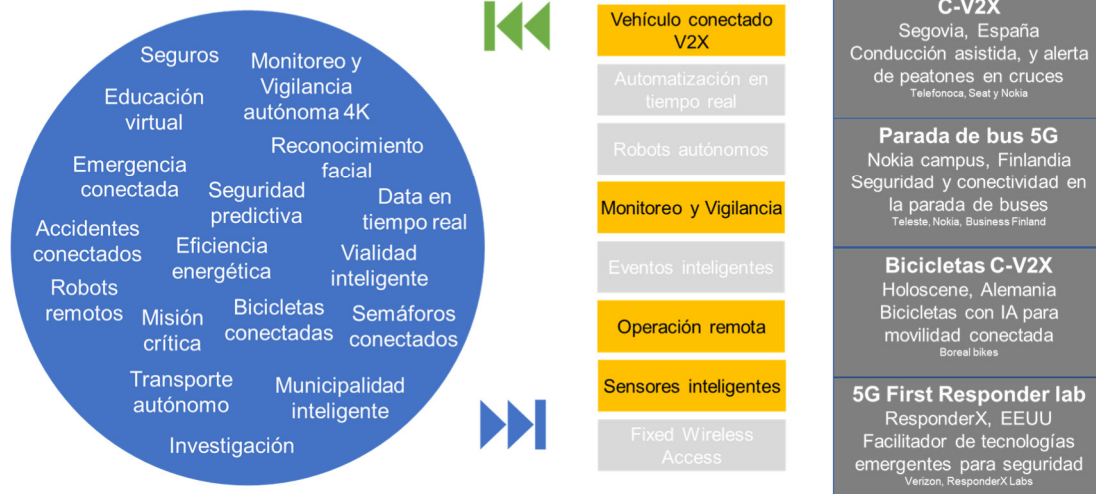 Seguros
Monitoreo y
Vigilancia
autónoma 4K
Educación
virtual
Reconocimiento
facial
Emergencia
conectada
Seguridad
predictiva
Data en
tiempo real
Accidentes
conectados
Eficiencia
energética
Vialidad
inteligente
Robots
remotos
Misión
crítica
Bicicletas
conectadas
Semáforos
conectados
Transporte
autónomo
Municipalidad
inteligente
Investigación
Vehículo conectado
V2X
Automatización en
tiempo real
Robots autónomos
Monitoreo y Vigilancia
Eventos inteligentes
Operación remota
Sensores inteligentes
Fixed Wireless
Access
C-V2X
Segovia, España
Conducción asistida, y alerta
de peatones en cruces
Telefonoca, Seat y Nokia
Parada de bus 5G
Nokia campus, Finlandia
Seguridad y conectividad en
la parada de buses
Teleste, Nokia, Business Finland
Bicicletas C-V2X
Holoscene, Alemania
Bicicletas con IA para
movilidad conectada
Boreal bikes
5G First Responder lab
ResponderX, EEUU
Facilitador de tecnologías
emergentes para seguridad
Verizon, ResponderX Labs